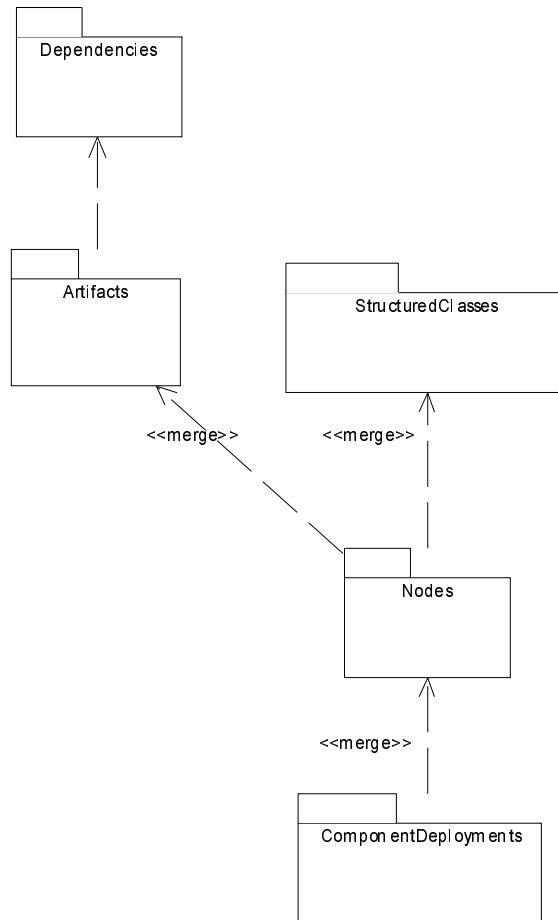 Dependencies
Artifacts
StructuredClasses
<<merge>>
<<merge>>
Nodes
<<merge>>
ComponentDeployments